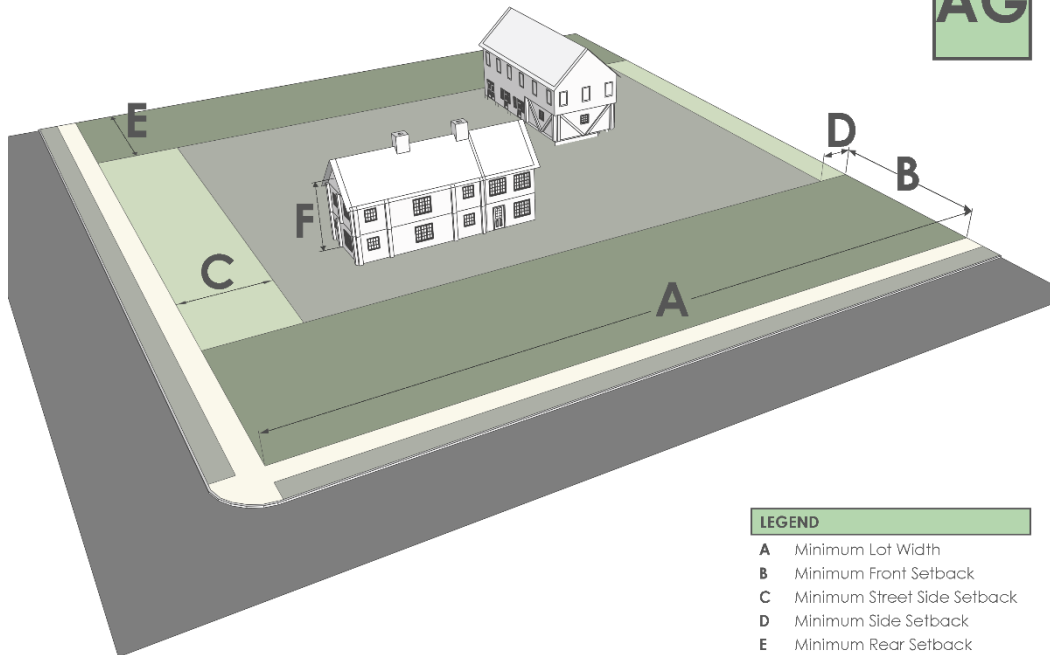 AG
E
D
B
F
C
A
LEGEND
A Minimum Lot Width
B Minimum Front Setback
C Minimum Street Side Setback
D Minimum Side Setback
E Minimum Rear Setback